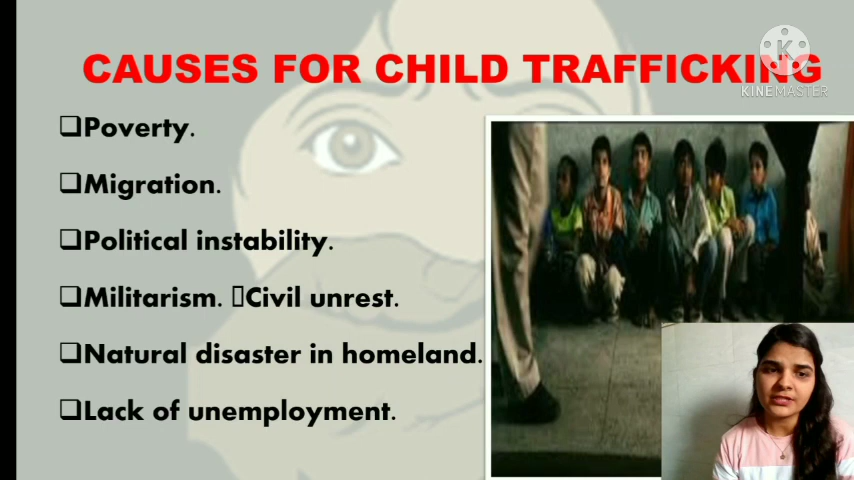 CAUSES FOR CHILD TRAFFICKING
KINEMASTER
❑Poverty.
❑Migration.
❑Political instability.
❑Militarism. ▯Civil unrest.
❑Natural disaster in homeland.
❑Lack of unemployment.